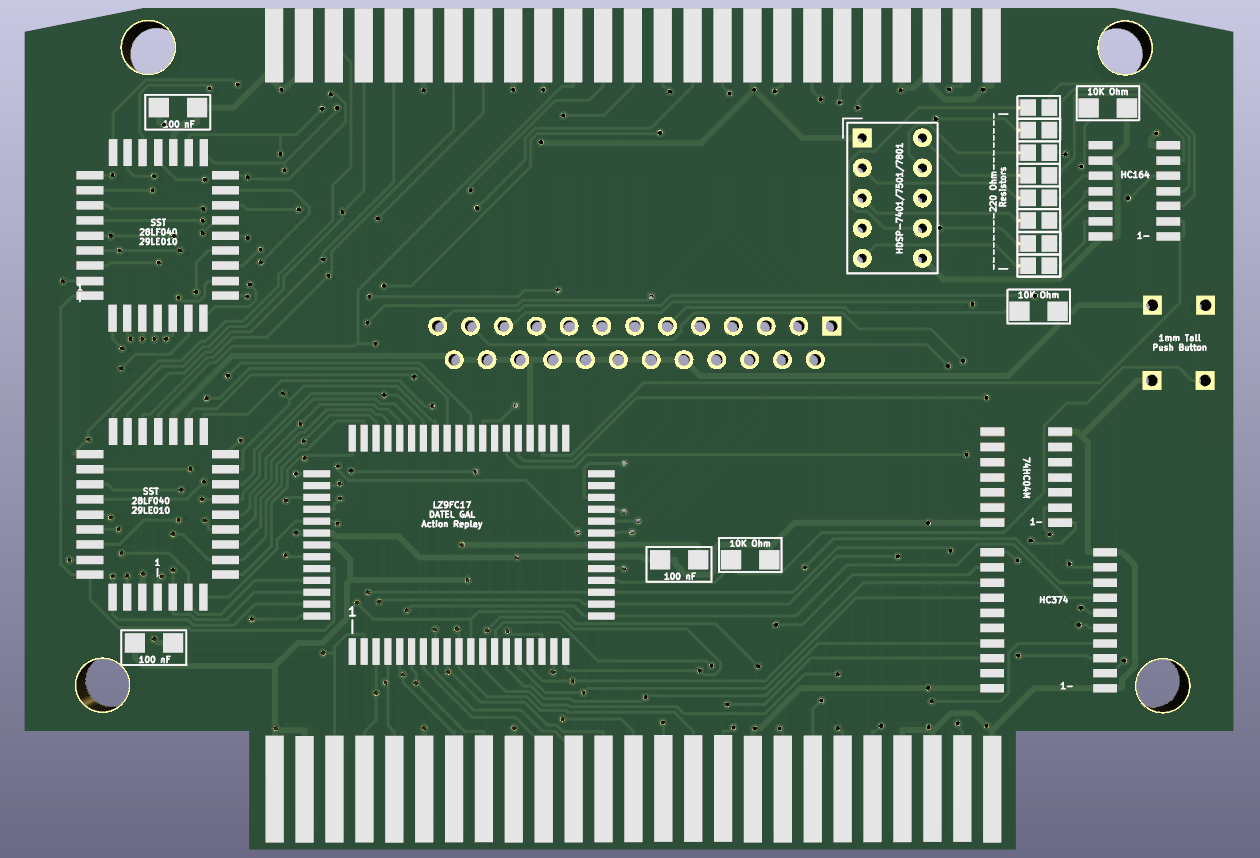 100 nF
10K Ohm
SST
28LF040
29LE010
1
HDSP-7401/7501/7801
220 Ohm
Resistors
HC164
1-
10K Ohm
1mm Tall
Push Button
SST
28LF040
29LE010
1
LZ9FC17
DATEL GAL
Action Replay
1
74HC04M
1-
100 nF
10K Ohm
HC374
1-
100 nF